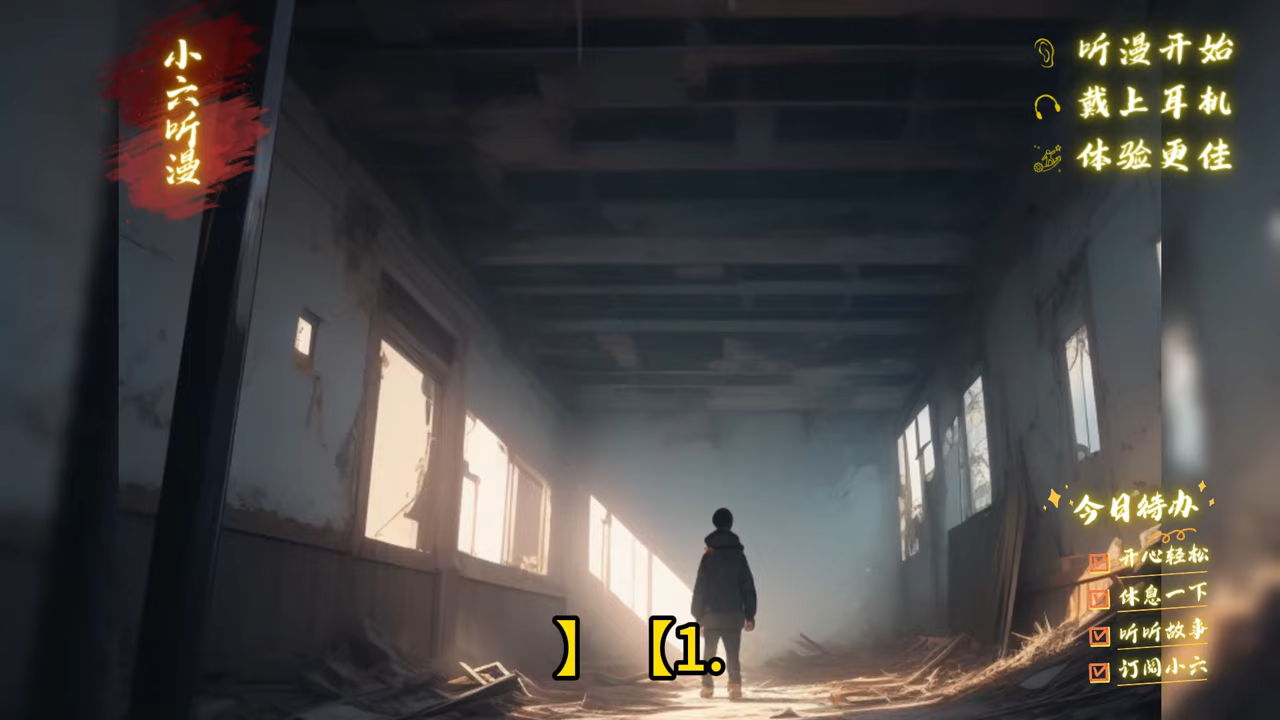 小六听漫
听漫开始
戴上耳机
体验更佳
今日待办
开心轻松
休息一下
听听故事
订阅小六
】 【1.